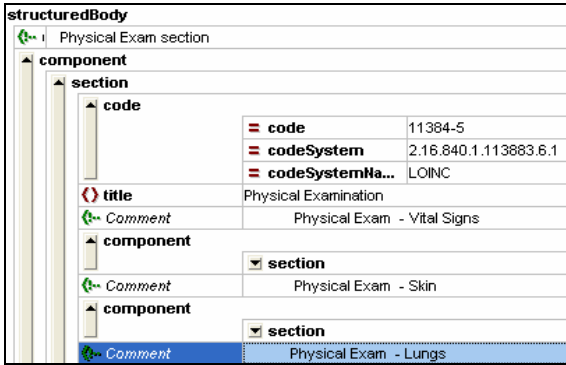 structuredBody
Physical Exam section
component
section
code
= code 11384-5
= codeSystem 2.16.840.1.113883.6.1
= codeSystemNa... LOINC
title Physical Examination
Comment Physical Exam - Vital Signs
component
section
Comment Physical Exam - Skin
component
section
Comment Physical Exam - Lungs